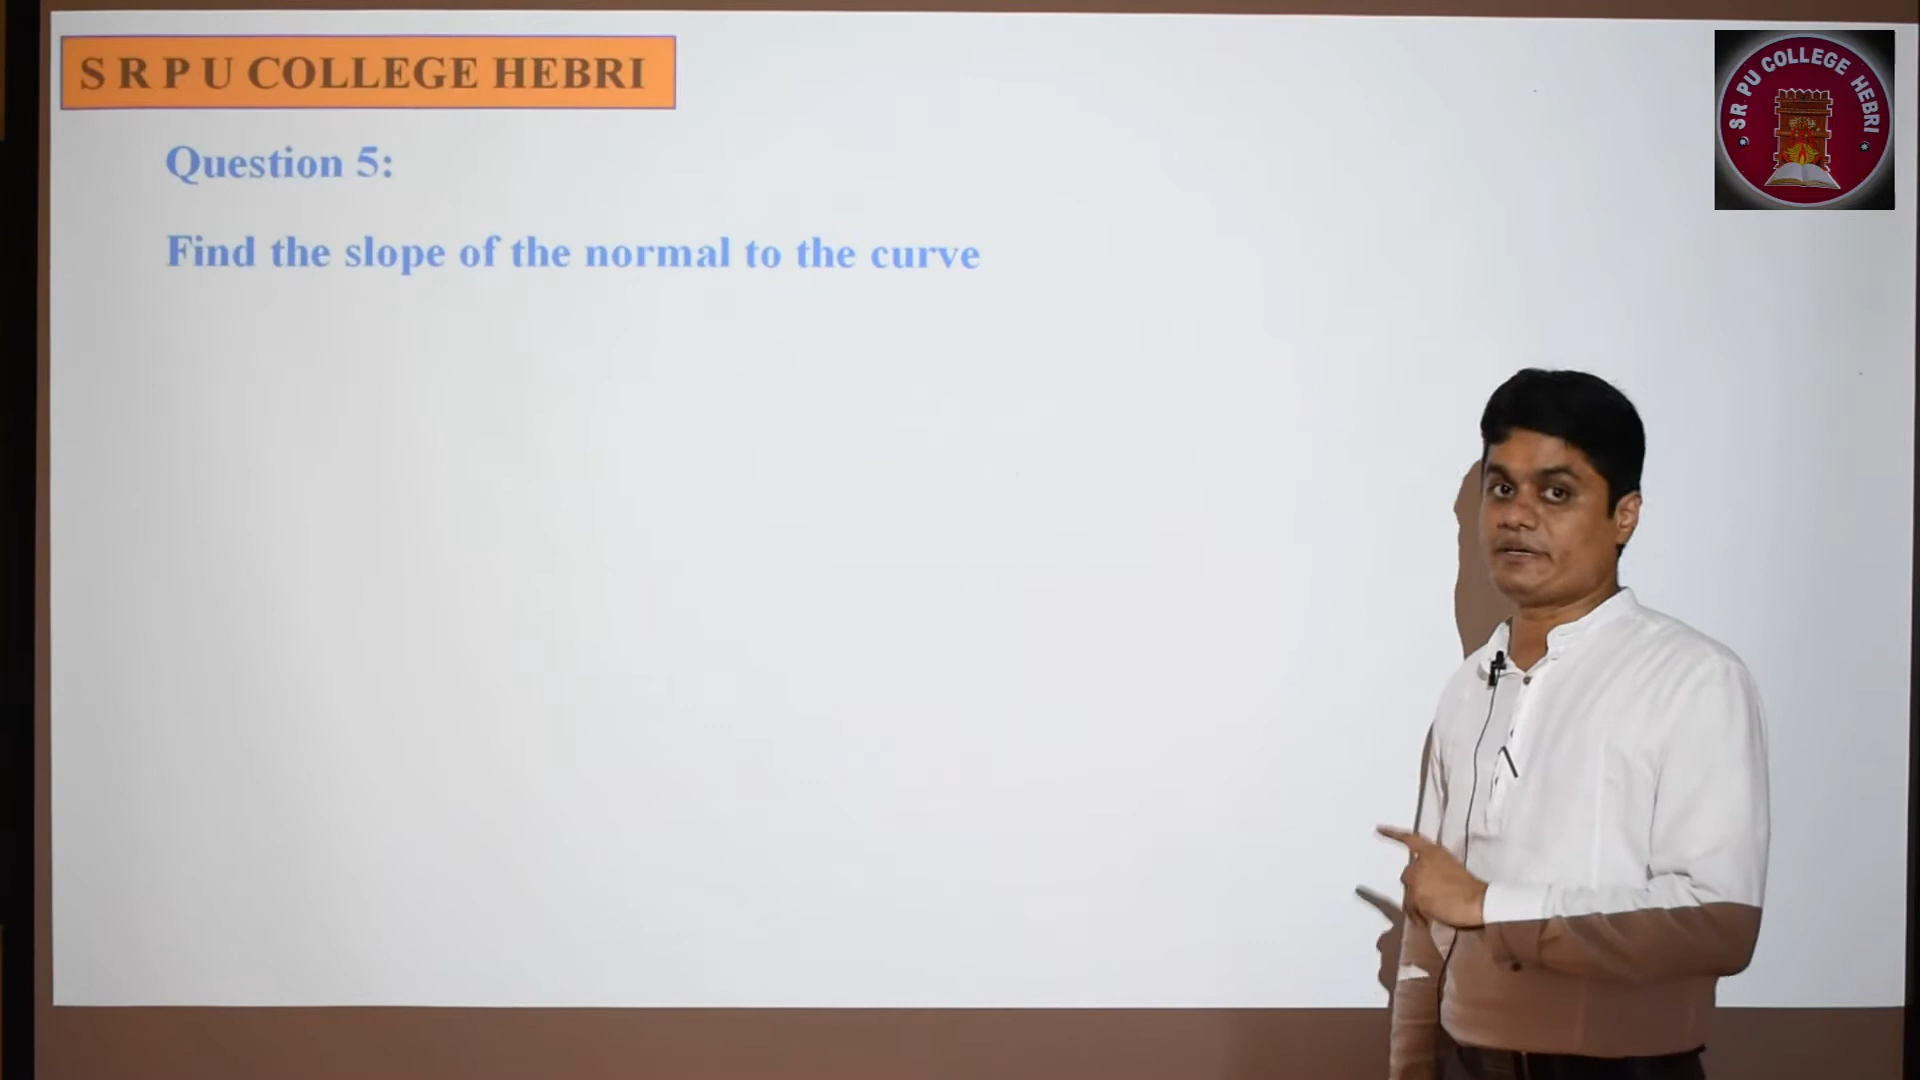 S R P U COLLEGE HEBRI
SR PU COLLEGE HEBRI
Question 5:
Find the slope of the normal to the curve